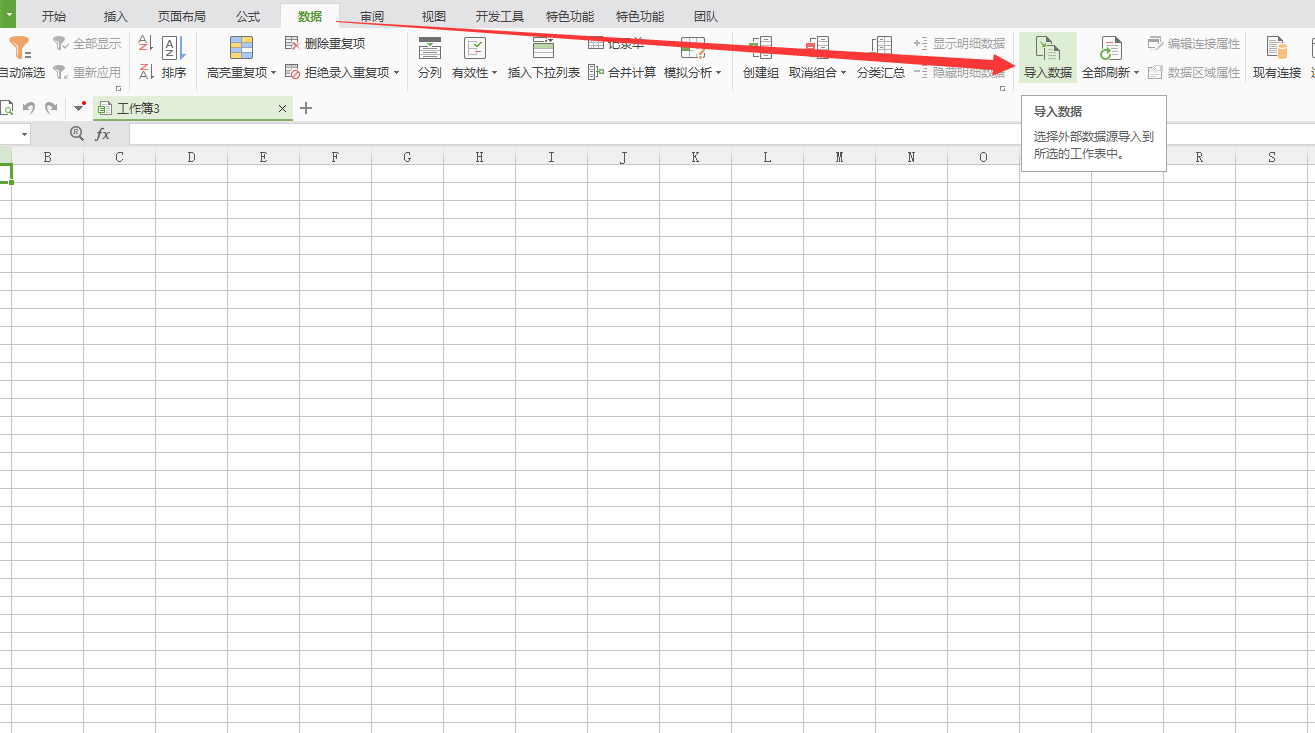 开始 插入 页面布局 公式 数据 审阅 视图 开发工具 特色功能 特色功能 团队
全部显示 删除重复项 记录单 显示明细数据 编辑连接属性
自动筛选 重新应用 排序 高亮重复项 拒绝录入重复项 分列 有效性 插入下拉列表 合并计算 模拟分析 创建组 取消组合 分类汇总 隐藏明细数据 导入数据 全部刷新 数据区域属性 现有连接
工作簿3
fx
导入数据
选择外部数据源导入到
所选的工作表中。
B C D E F G H I J K L M N O R S